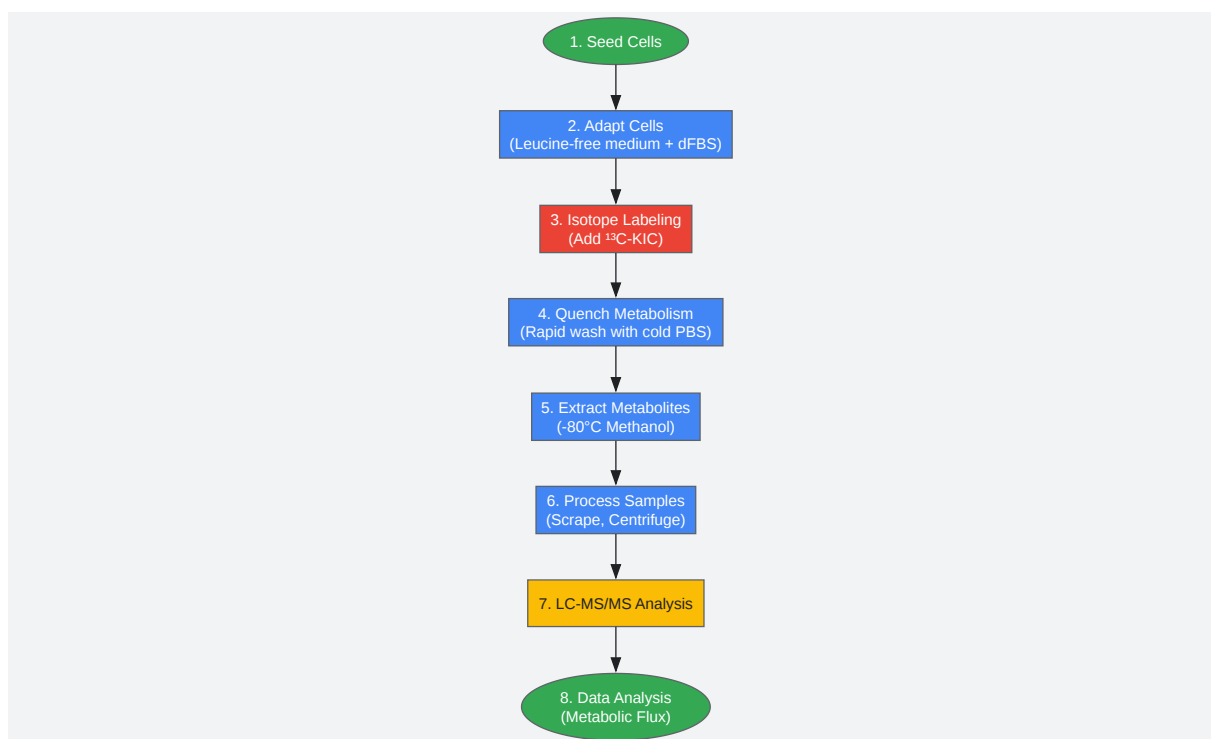 1. Seed Cells
2. Adapt Cells
(Leucine-free medium + dFBS)
3. Isotope Labeling
(Add ¹³C-KIC)
4. Quench Metabolism
(Rapid wash with cold PBS)
5. Extract Metabolites
(-80°C Methanol)
6. Process Samples
(Scrape, Centrifuge)
7. LC-MS/MS Analysis
8. Data Analysis
(Metabolic Flux)